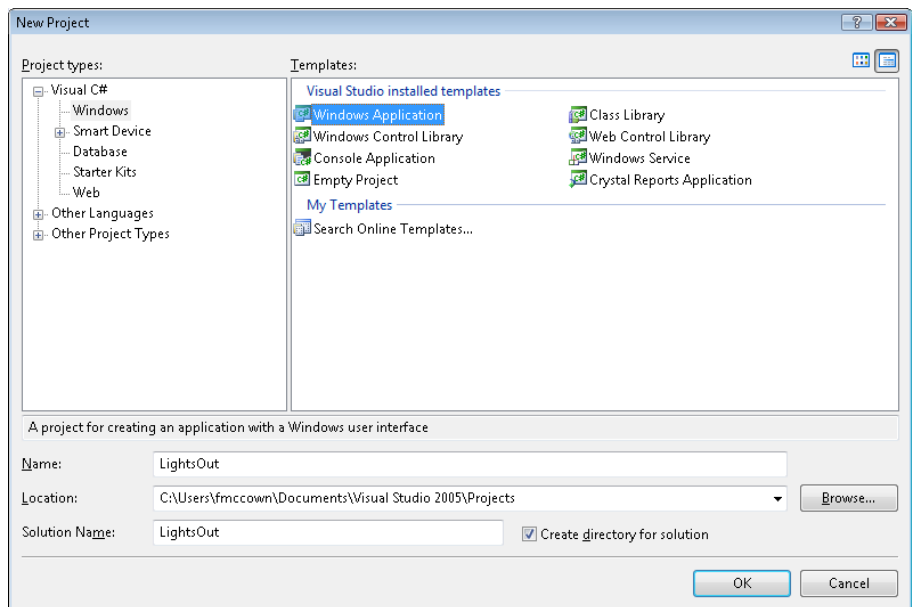 New Project
Project types:
Templates:
Visual C#
Windows
Smart Device
Database
Starter Kits
Web
Other Languages
Other Project Types
Visual Studio installed templates
Windows Application
Class Library
Windows Control Library
Web Control Library
Console Application
Windows Service
Empty Project
Crystal Reports Application
My Templates
Search Online Templates...
A project for creating an application with a Windows user interface
Name:
LightsOut
Location:
C:\Users\fmccown\Documents\Visual Studio 2005\Projects
Browse...
Solution Name:
LightsOut
Create directory for solution
OK
Cancel